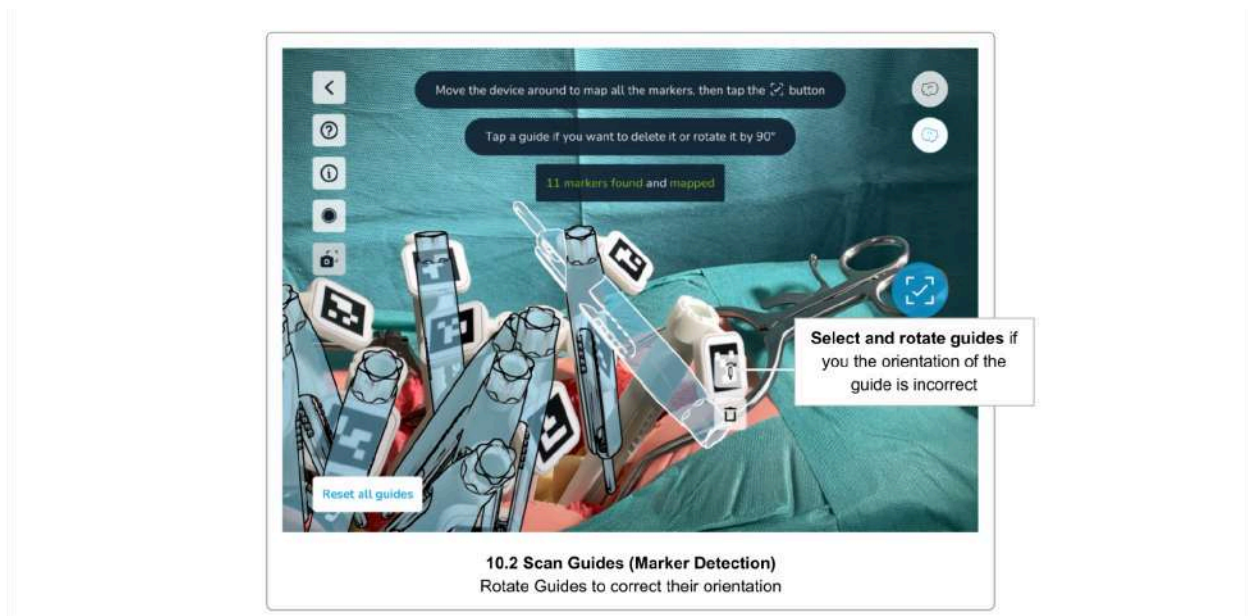 Move the device around to map all the markers, then tap the button
Tap a guide if you want to delete it or rotate it by 90°
11 markers found and mapped
Select and rotate guides if
you the orientation of the
guide is incorrect
Reset all guides
10.2 Scan Guides (Marker Detection)
Rotate Guides to correct their orientation